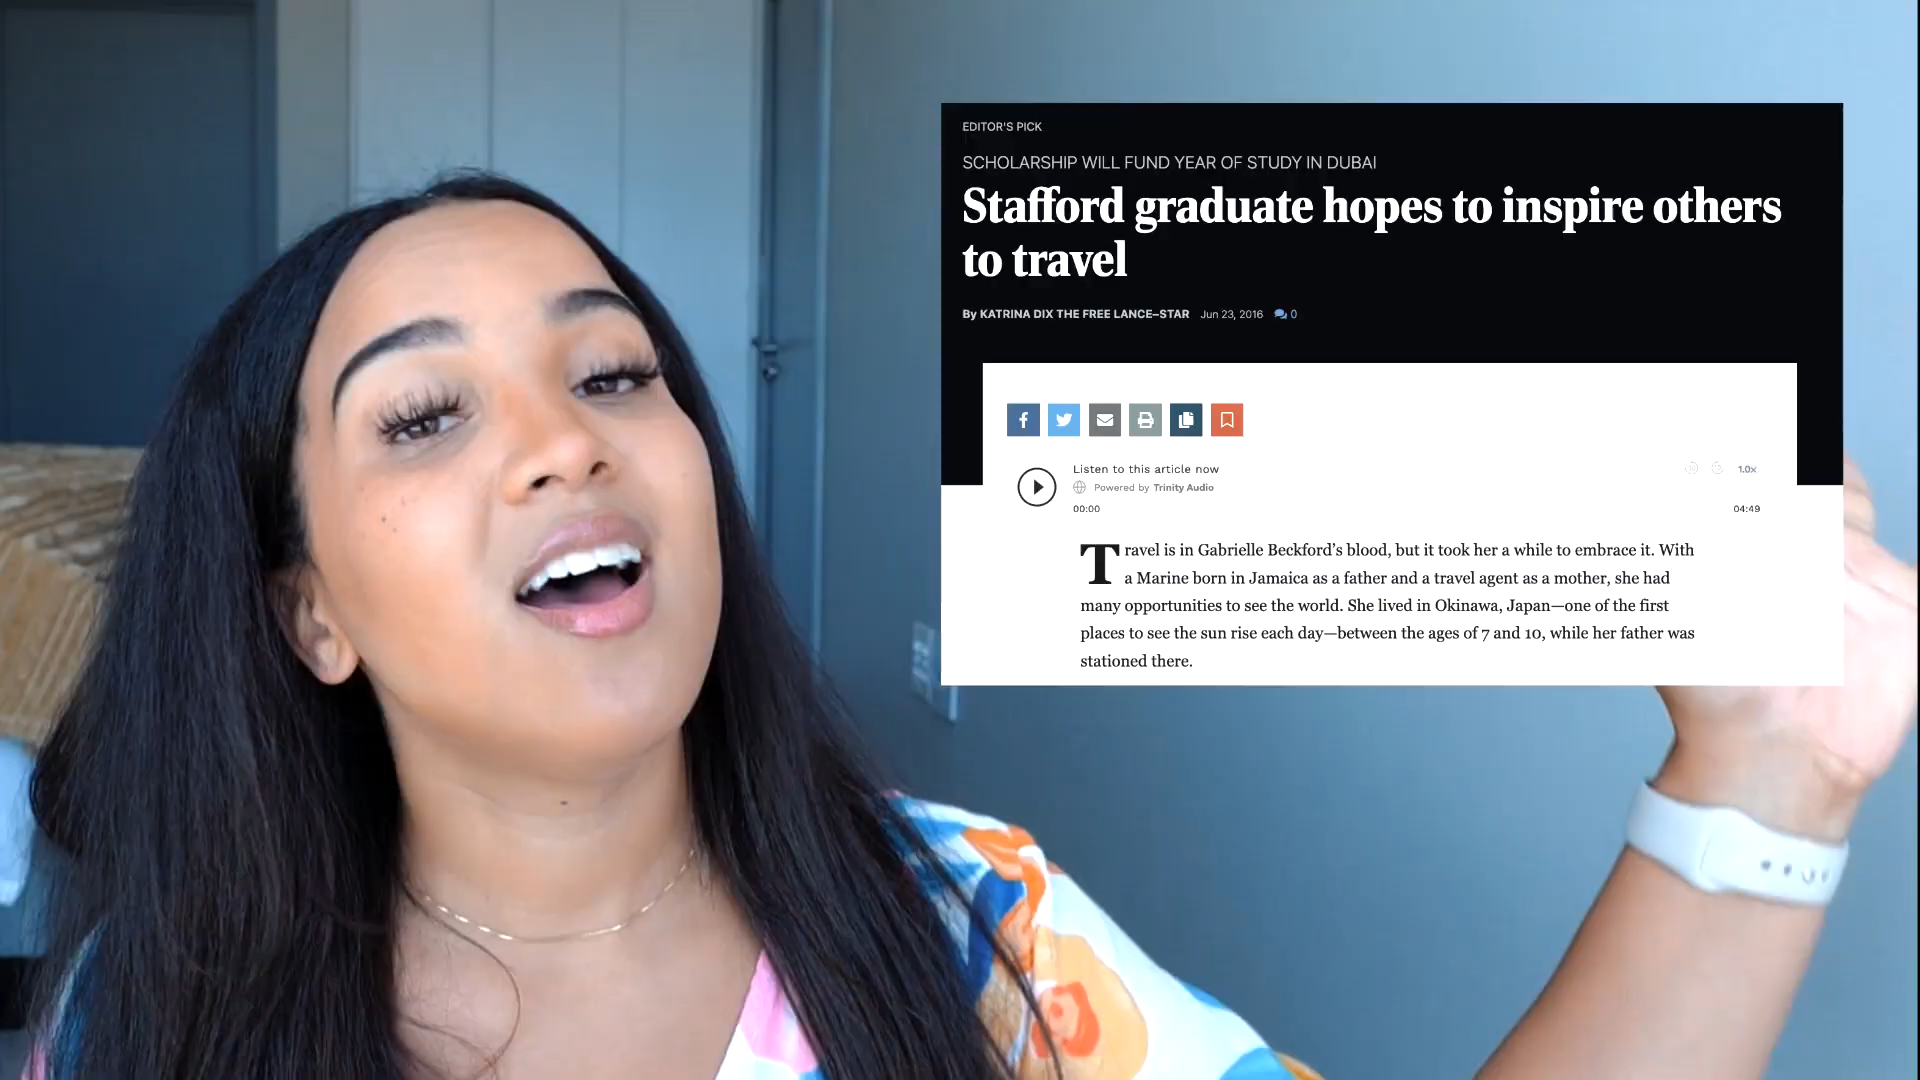 EDITOR'S PICK
SCHOLARSHIP WILL FUND YEAR OF STUDY IN DUBAI
Stafford graduate hopes to inspire others
to travel
By KATRINA DIX THE FREE LANCE–STAR Jun 23, 2016 0
Listen to this article now
1.0x
Powered by Trinity Audio
00:00 04:49
Travel is in Gabrielle Beckford’s blood, but it took her a while to embrace it. With
a Marine born in Jamaica as a father and a travel agent as a mother, she had
many opportunities to see the world. She lived in Okinawa, Japan—one of the first
places to see the sun rise each day—between the ages of 7 and 10, while her father was
stationed there.